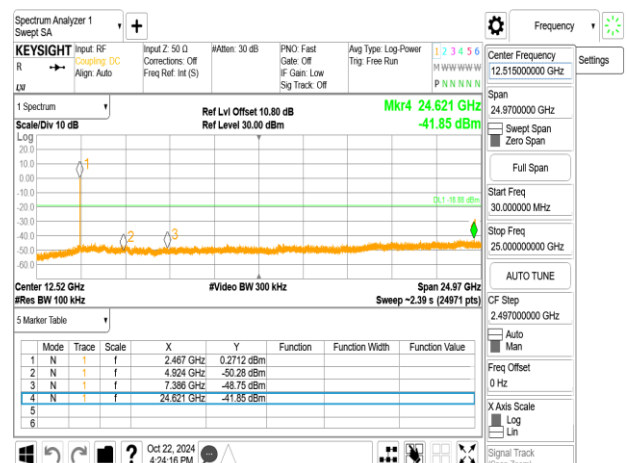 Spectrum Analyzer 1
Swept SA
Frequency
KEYSIGHT
R
Input: RF
Coupling: DC
Align: Auto
Input Z: 50 Ω
Corrections: Off
Freq Ref: Int (S)
#Atten: 30 dB
PNO: Fast
Gate: Off
IF Gain: Low
Sig Track: Off
Avg Type: Log-Power
Trig: Free Run
1 2 3 4 5 6
M W W W W W
P N N N N N
Center Frequency
12.515000000 GHz
Settings
Span
24.9700000 GHz
Swept Span
Zero Span
Full Span
Start Freq
30.000000 MHz
Stop Freq
25.000000000 GHz
AUTO TUNE
CF Step
2.497000000 GHz
Auto
Man
Freq Offset
0 Hz
X Axis Scale
Log
Lin
Signal Track
1 Spectrum
Scale/Div 10 dB
Ref Lvl Offset 10.80 dB
Ref Level 30.00 dBm
Mkr4 24.621 GHz
-41.85 dBm
Log
20.0
10.0
0.00
-10.0
-20.0
-30.0
-40.0
-50.0
-60.0
1
2
3
Center 12.52 GHz
#Res BW 100 kHz
#Video BW 300 kHz
Span 24.97 GHz
Sweep ~2.39 s (24971 pts)
5 Marker Table
Mode Trace Scale X Y Function Function Width Function Value
1 N 1 f 2.467 GHz 0.2712 dBm
2 N 1 f 4.924 GHz -50.28 dBm
3 N 1 f 7.386 GHz -48.75 dBm
4 N 1 f 24.621 GHz -41.85 dBm
5
6
?
Oct 22, 2024
4:24:16 PM